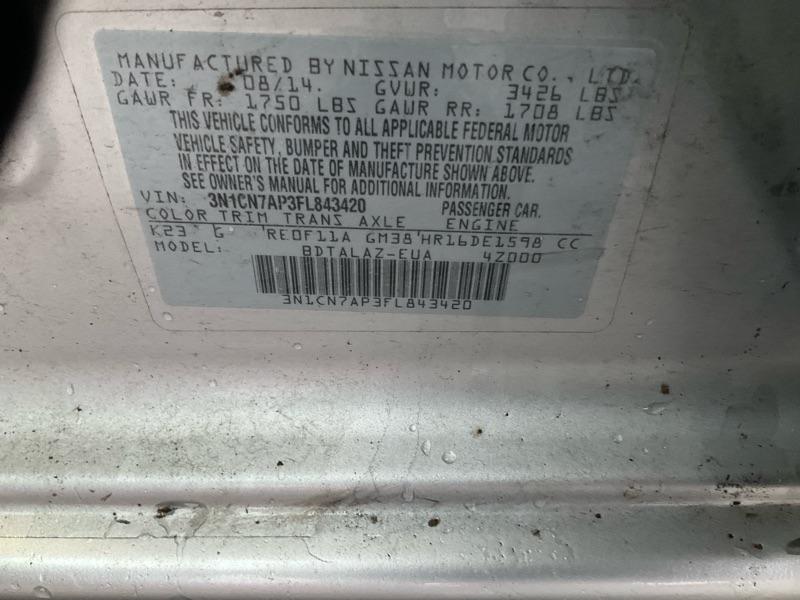 MANUFACTURED BY NISSAN MOTOR CO., LTD.
DATE: 08/14. GVWR: 3426 LBS
GAWR FR: 1750 LBS GAWR RR: 1708 LBS
THIS VEHICLE CONFORMS TO ALL APPLICABLE FEDERAL MOTOR
VEHICLE SAFETY, BUMPER AND THEFT PREVENTION STANDARDS
IN EFFECT ON THE DATE OF MANUFACTURE SHOWN ABOVE.
SEE OWNER'S MANUAL FOR ADDITIONAL INFORMATION.
VIN: 3N1CN7AP3FL843420 PASSENGER CAR.
COLOR TRIM TRANS AXLE ENGINE
K23 G RE0F11A GM38 HR16DE1598 CC
MODEL: BDTALAZ-EUA 4Z000
3N1CN7AP3FL843420